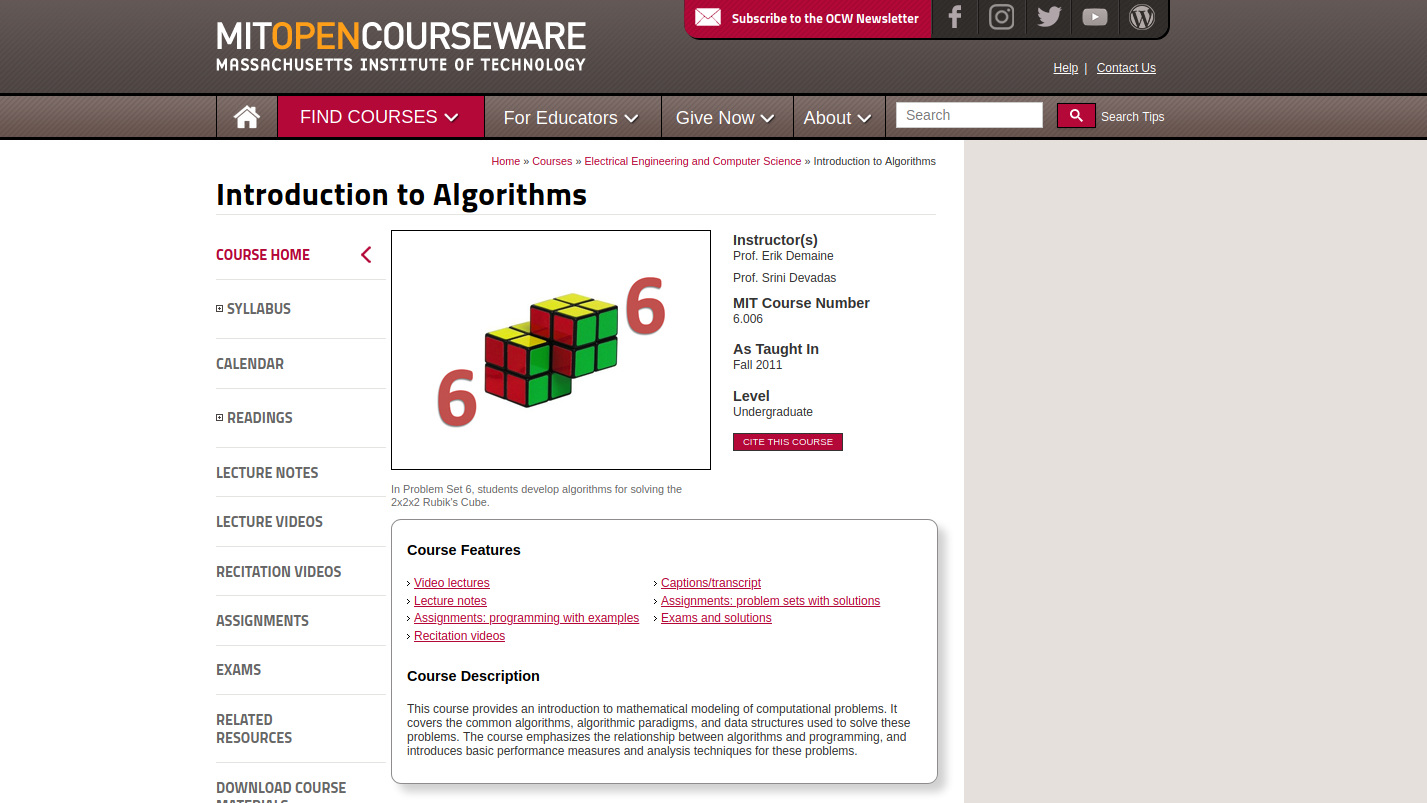 MITOPENCOURSEWARE
MASSACHUSETTS INSTITUTE OF TECHNOLOGY
Subscribe to the OCW Newsletter
Help | Contact Us
FIND COURSES
For Educators
Give Now
About
Search
Search Tips
Home » Courses » Electrical Engineering and Computer Science » Introduction to Algorithms
Introduction to Algorithms
COURSE HOME
SYLLABUS
CALENDAR
READINGS
LECTURE NOTES
LECTURE VIDEOS
RECITATION VIDEOS
ASSIGNMENTS
EXAMS
RELATED
RESOURCES
DOWNLOAD COURSE
MATERIALS
6
6
In Problem Set 6, students develop algorithms for solving the
2x2x2 Rubik's Cube.
Instructor(s)
Prof. Erik Demaine
Prof. Srini Devadas
MIT Course Number
6.006
As Taught In
Fall 2011
Level
Undergraduate
CITE THIS COURSE
Course Features
Video lectures
Lecture notes
Assignments: programming with examples
Recitation videos
Captions/transcript
Assignments: problem sets with solutions
Exams and solutions
Course Description
This course provides an introduction to mathematical modeling of computational problems. It
covers the common algorithms, algorithmic paradigms, and data structures used to solve these
problems. The course emphasizes the relationship between algorithms and programming, and
introduces basic performance measures and analysis techniques for these problems.